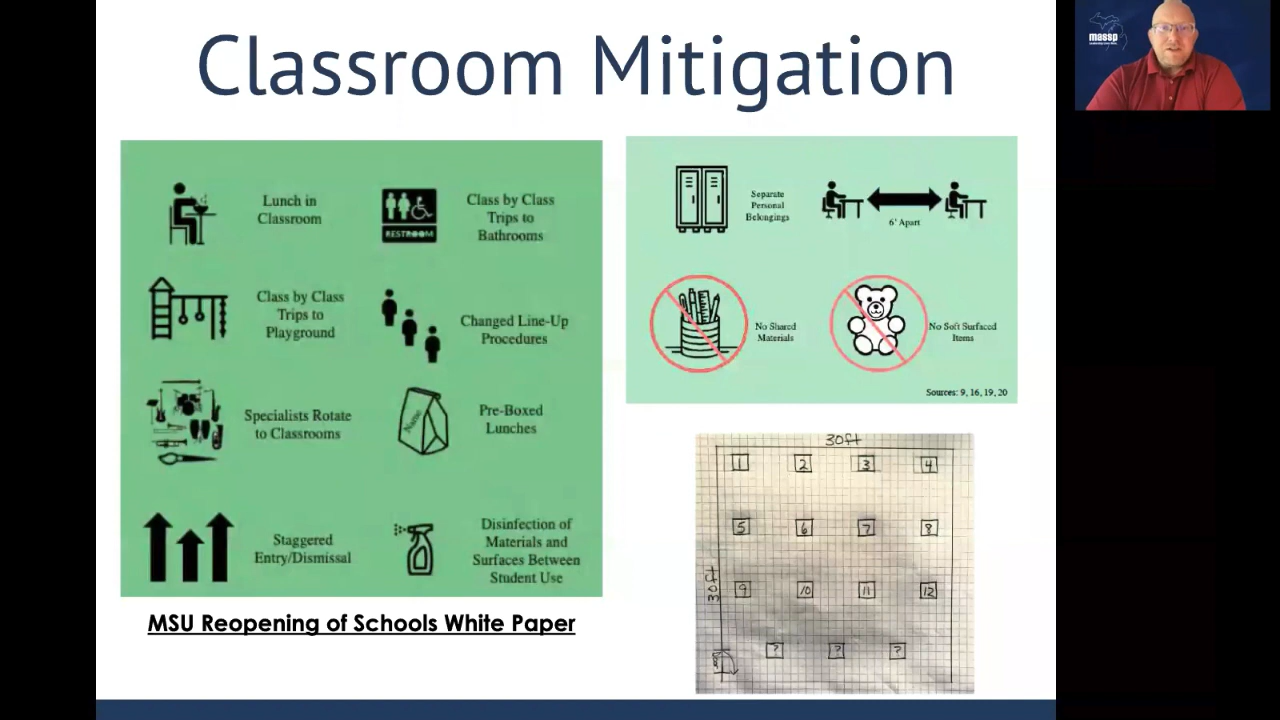 Classroom Mitigation
Lunch in
Classroom
RESTROOM
Class by Class
Trips to
Bathrooms
Class by Class
Trips to
Playground
Changed Line-Up
Procedures
Specialists Rotate
to Classrooms
Name
Pre-Boxed
Lunches
Staggered
Entry/Dismissal
Disinfection of
Materials and
Surfaces Between
Student Use
MSU Reopening of Schools White Paper
Separate
Personal
Belongings
6' Apart
No Shared
Materials
No Soft Surfaced
Items
Sources: 9, 16, 19, 20
30ft
1 2 3 4
5 6 7 8
30ft
9 10 11 12
? ? ?
Door
massp